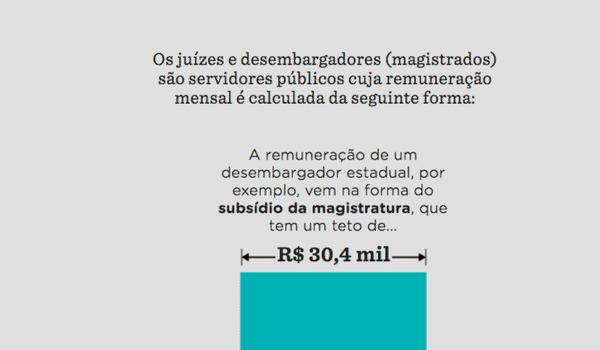 Os juízes e desembargadores (magistrados)
são servidores públicos cuja remuneração
mensal é calculada da seguinte forma:
A remuneração de um
desembargador estadual, por
exemplo, vem na forma do
subsídio da magistratura, que
tem um teto de...
R$ 30,4 mil